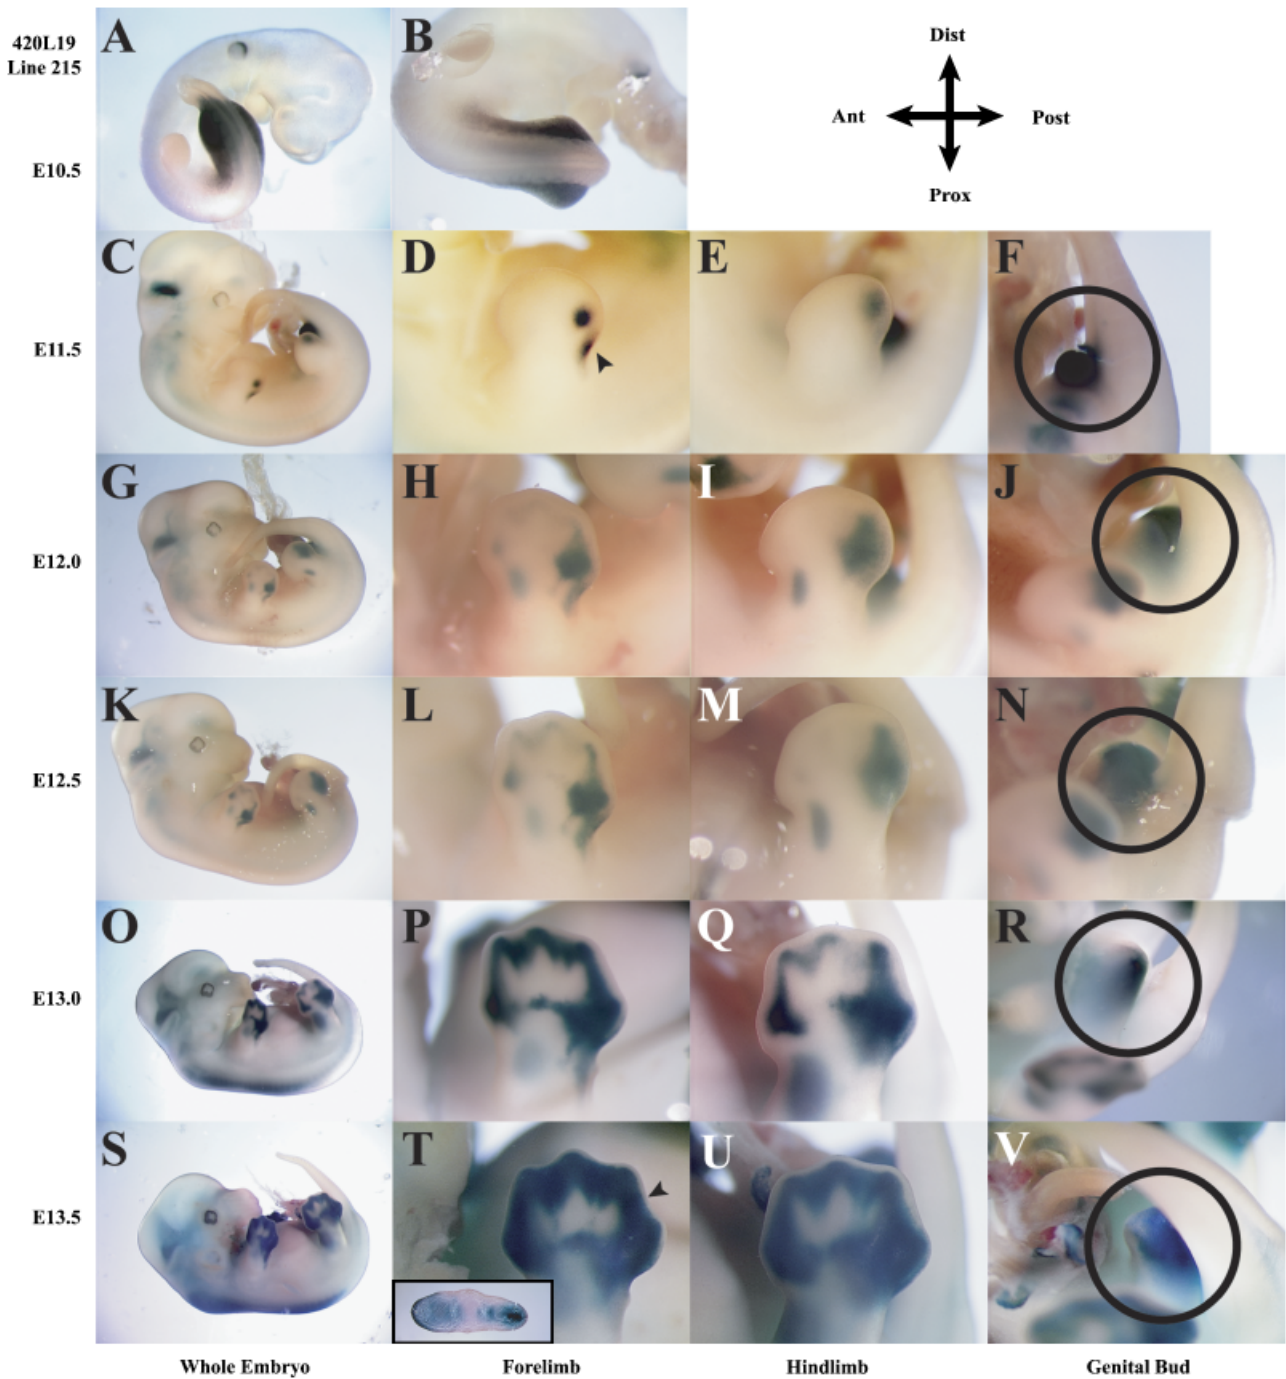 420L19
Line 215
A
B
Dist
Ant
Post
Prox
E10.5
C
D
E
F
E11.5
G
H
I
J
E12.0
K
L
M
N
E12.5
O
P
Q
R
E13.0
S
T
U
V
E13.5
Whole Embryo
Forelimb
Hindlimb
Genital Bud